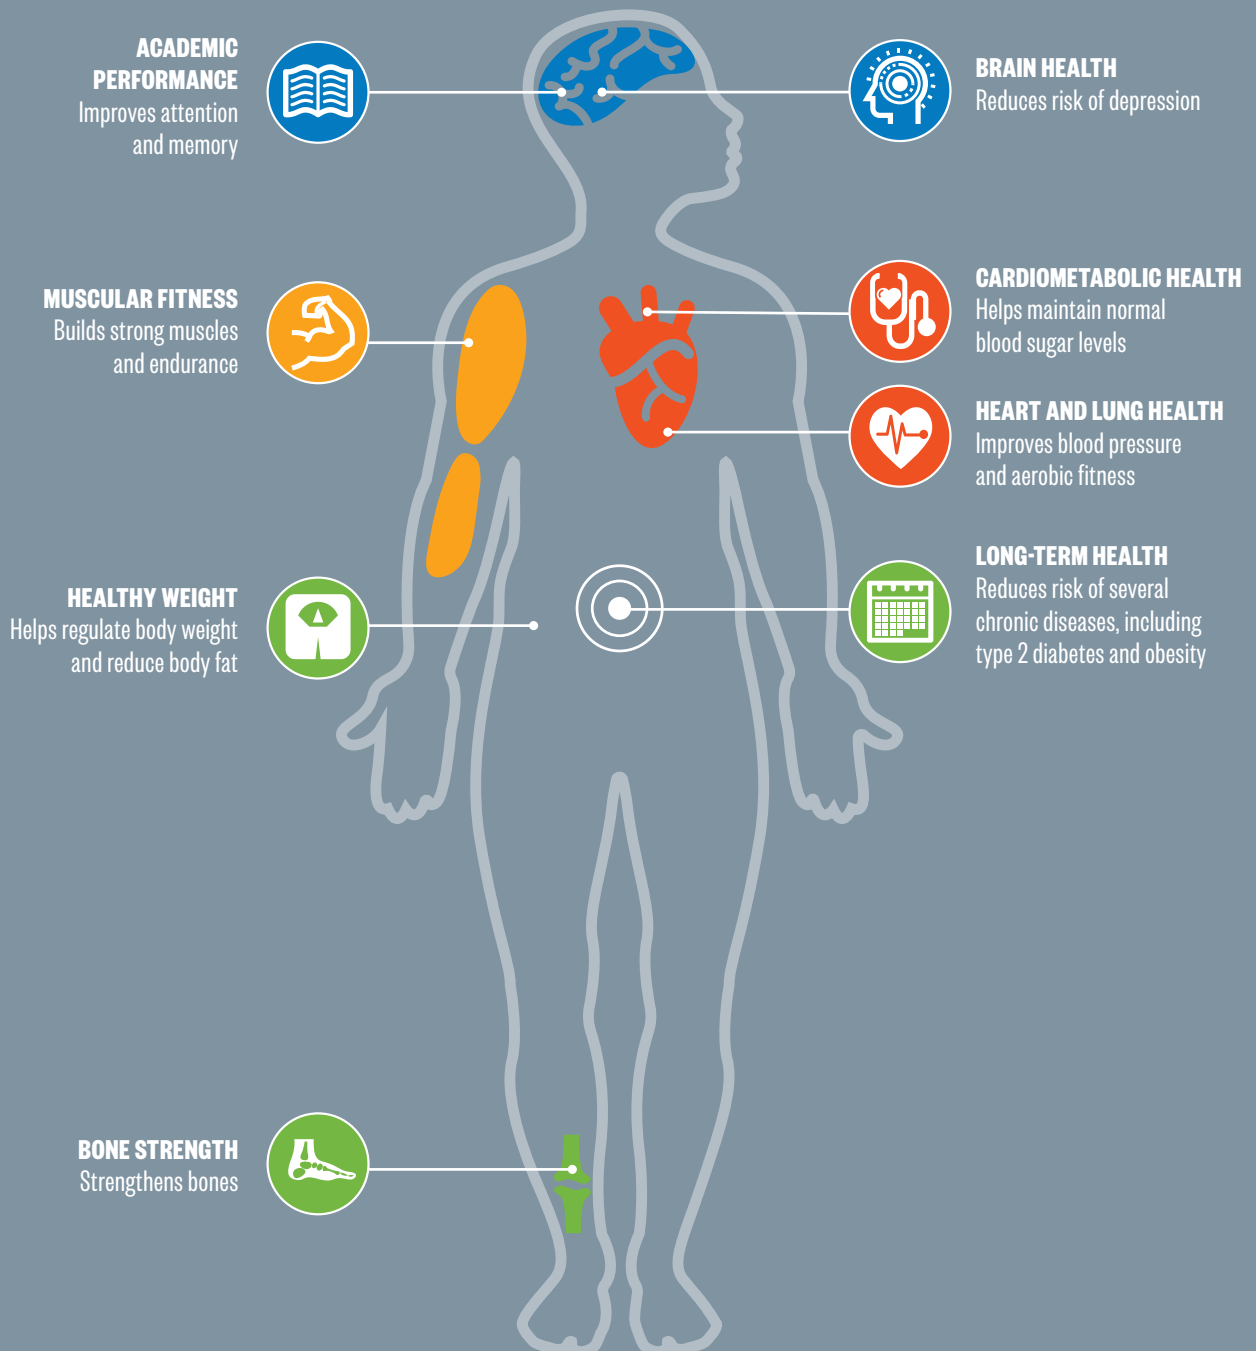 ACADEMIC
PERFORMANCE
Improves attention
and memory
BRAIN HEALTH
Reduces risk of depression
MUSCULAR FITNESS
Builds strong muscles
and endurance
CARDIOMETABOLIC HEALTH
Helps maintain normal
blood sugar levels
HEART AND LUNG HEALTH
Improves blood pressure
and aerobic fitness
HEALTHY WEIGHT
Helps regulate body weight
and reduce body fat
LONG-TERM HEALTH
Reduces risk of several
chronic diseases, including
type 2 diabetes and obesity
BONE STRENGTH
Strengthens bones